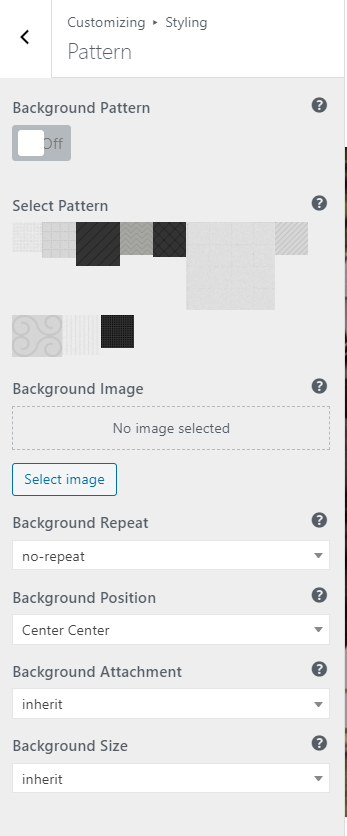 Customizing ▸ Styling
Pattern
Background Pattern
Off
Select Pattern
Background Image
No image selected
Select image
Background Repeat
no-repeat
Background Position
Center Center
Background Attachment
inherit
Background Size
inherit